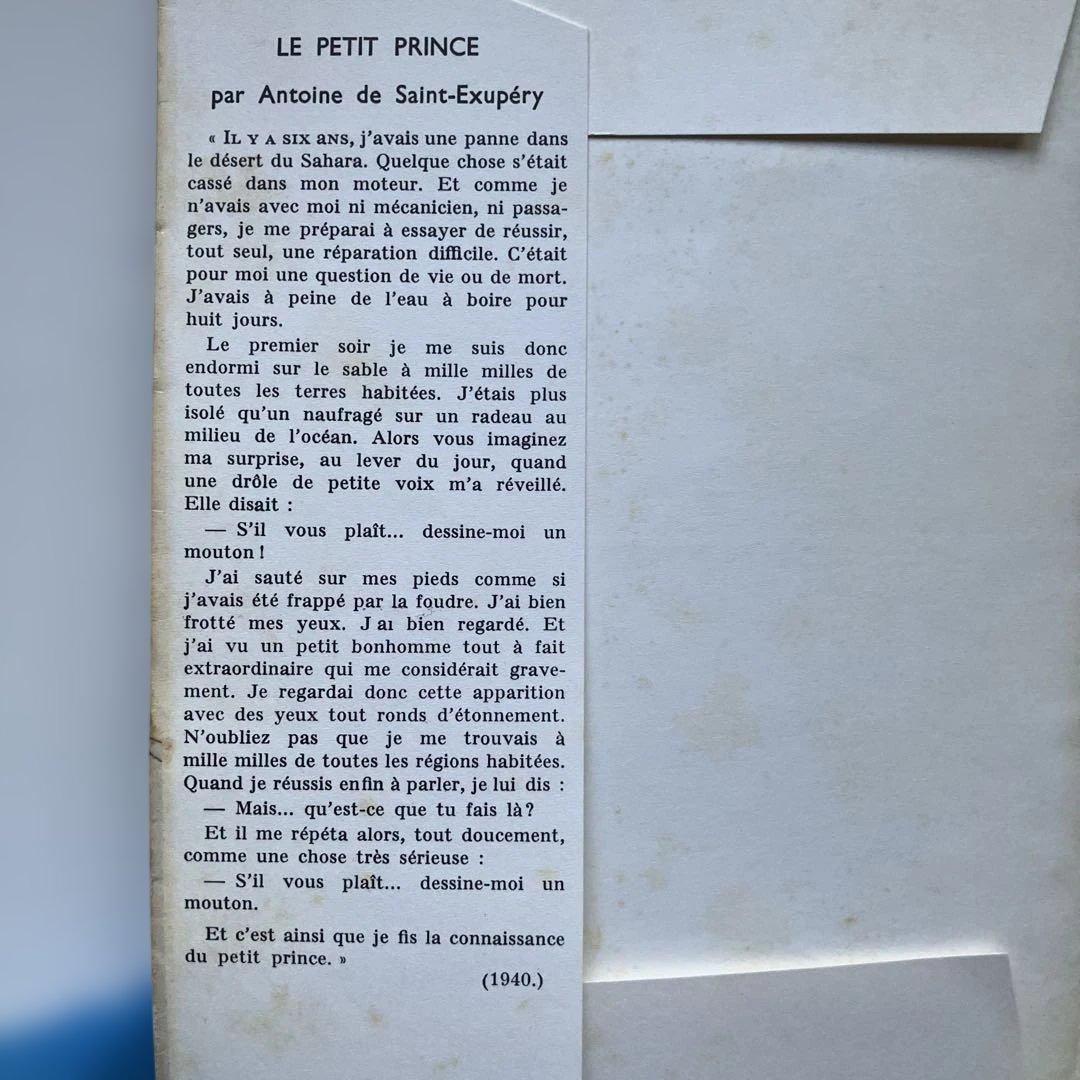 LE PETIT PRINCE
par Antoine de Saint-Exupéry
« IL Y A SIX ANS, j'avais une panne dans
le désert du Sahara. Quelque chose s'était
cassé dans mon moteur. Et comme je
n'avais avec moi ni mécanicien, ni passa-
gers, je me préparai à essayer de réussir,
tout seul, une réparation difficile. C'était
pour moi une question de vie ou de mort.
J'avais à peine de l'eau à boire pour
huit jours.
Le premier soir je me suis donc
endormi sur le sable à mille milles de
toutes les terres habitées. J'étais plus
isolé qu'un naufragé sur un radeau au
milieu de l'océan. Alors vous imaginez
ma surprise, au lever du jour, quand
une drôle de petite voix m'a réveillé.
Elle disait :
— S'il vous plaît... dessine-moi un
mouton !
J'ai sauté sur mes pieds comme si
j'avais été frappé par la foudre. J'ai bien
frotté mes yeux. J ai bien regardé. Et
j'ai vu un petit bonhomme tout à fait
extraordinaire qui me considérait grave-
ment. Je regardai donc cette apparition
avec des yeux tout ronds d'étonnement.
N'oubliez pas que je me trouvais à
mille milles de toutes les régions habitées.
Quand je réussis enfin à parler, je lui dis :
— Mais... qu'est-ce que tu fais là?
Et il me répéta alors, tout doucement,
comme une chose très sérieuse :
— S'il vous plaît... dessine-moi un
mouton.
Et c'est ainsi que je fis la connaissance
du petit prince. »
(1940.)